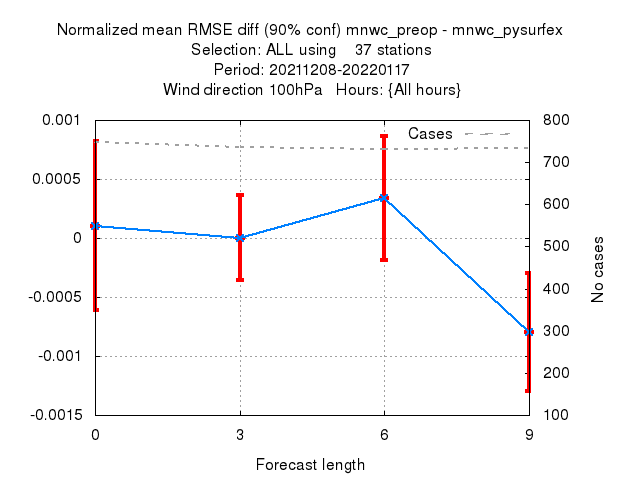 Normalized mean RMSE diff (90% conf) mnwc_preop - mnwc_pysurfex
Selection: ALL using    37 stations
Period: 20211208-20220117
Wind direction 100hPa   Hours: {All hours}
0.001
0.0005
0
-0.0005
-0.001
-0.0015
Cases
800
700
600
500
400
300
200
100
No cases
0 3 6 9
Forecast length